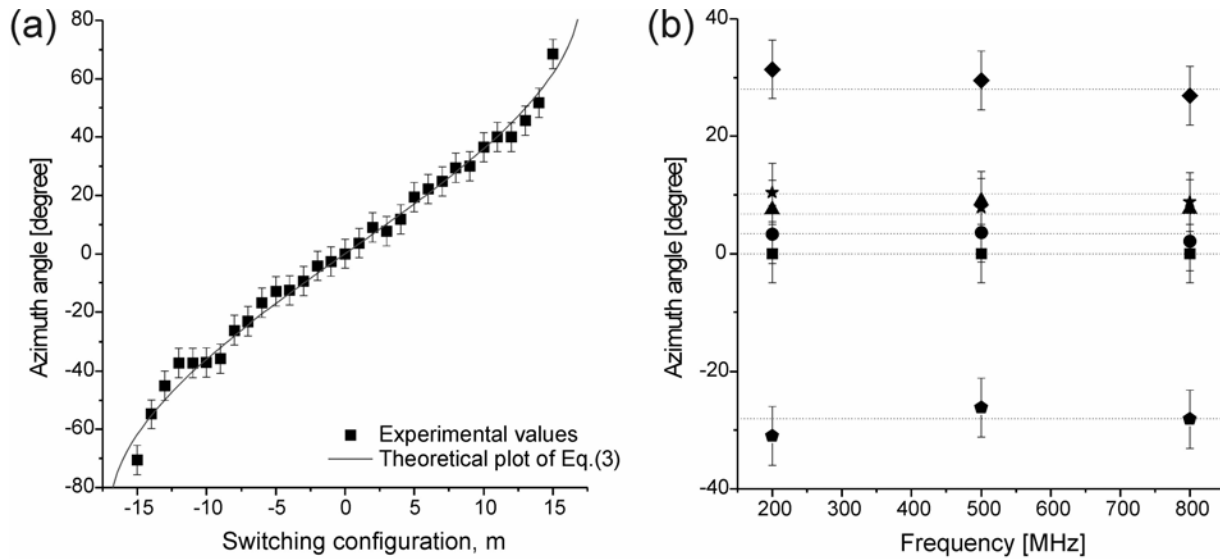 (a)
Azimuth angle [degree]
80
60
40
20
0
-20
-40
-60
-80
-15 -10 -5 0 5 10 15
Switching configuration, m
Experimental values
Theoretical plot of Eq.(3)
(b)
Azimuth angle [degree]
40
20
0
-20
-40
200 300 400 500 600 700 800
Frequency [MHz]